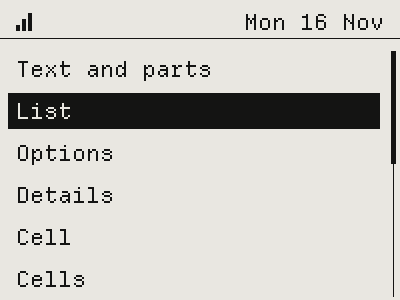 Mon 16 Nov
Text and parts
List
Options
Details
Cell
Cells